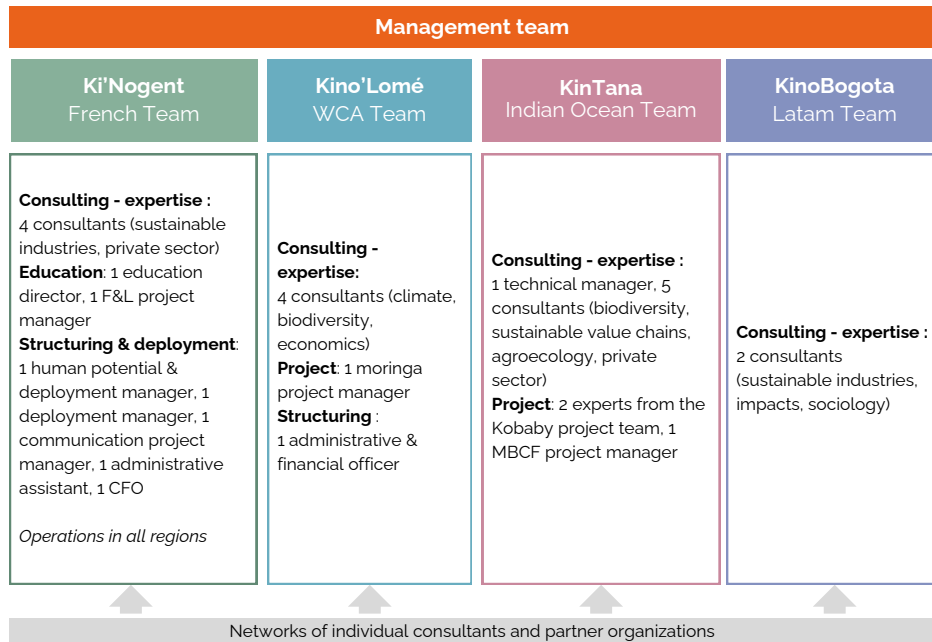 Management team
Ki’Nogent
French Team
Kino’Lomé
WCA Team
KinTana
Indian Ocean Team
KinoBogota
Latam Team
Consulting - expertise :
4 consultants (sustainable
industries, private sector)
Education: 1 education
director, 1 F&L project
manager
Structuring & deployment:
1 human potential &
deployment manager, 1
deployment manager, 1
communication project
manager, 1 administrative
assistant, 1 CFO
Operations in all regions
Consulting -
expertise:
4 consultants (climate,
biodiversity,
economics)
Project: 1 moringa
project manager
Structuring :
1 administrative &
financial officer
Consulting - expertise :
1 technical manager, 5
consultants (biodiversity,
sustainable value chains,
agroecology, private
sector)
Project: 2 experts from the
Kobaby project team, 1
MBCF project manager
Consulting - expertise :
2 consultants
(sustainable industries,
impacts, sociology)
Networks of individual consultants and partner organizations